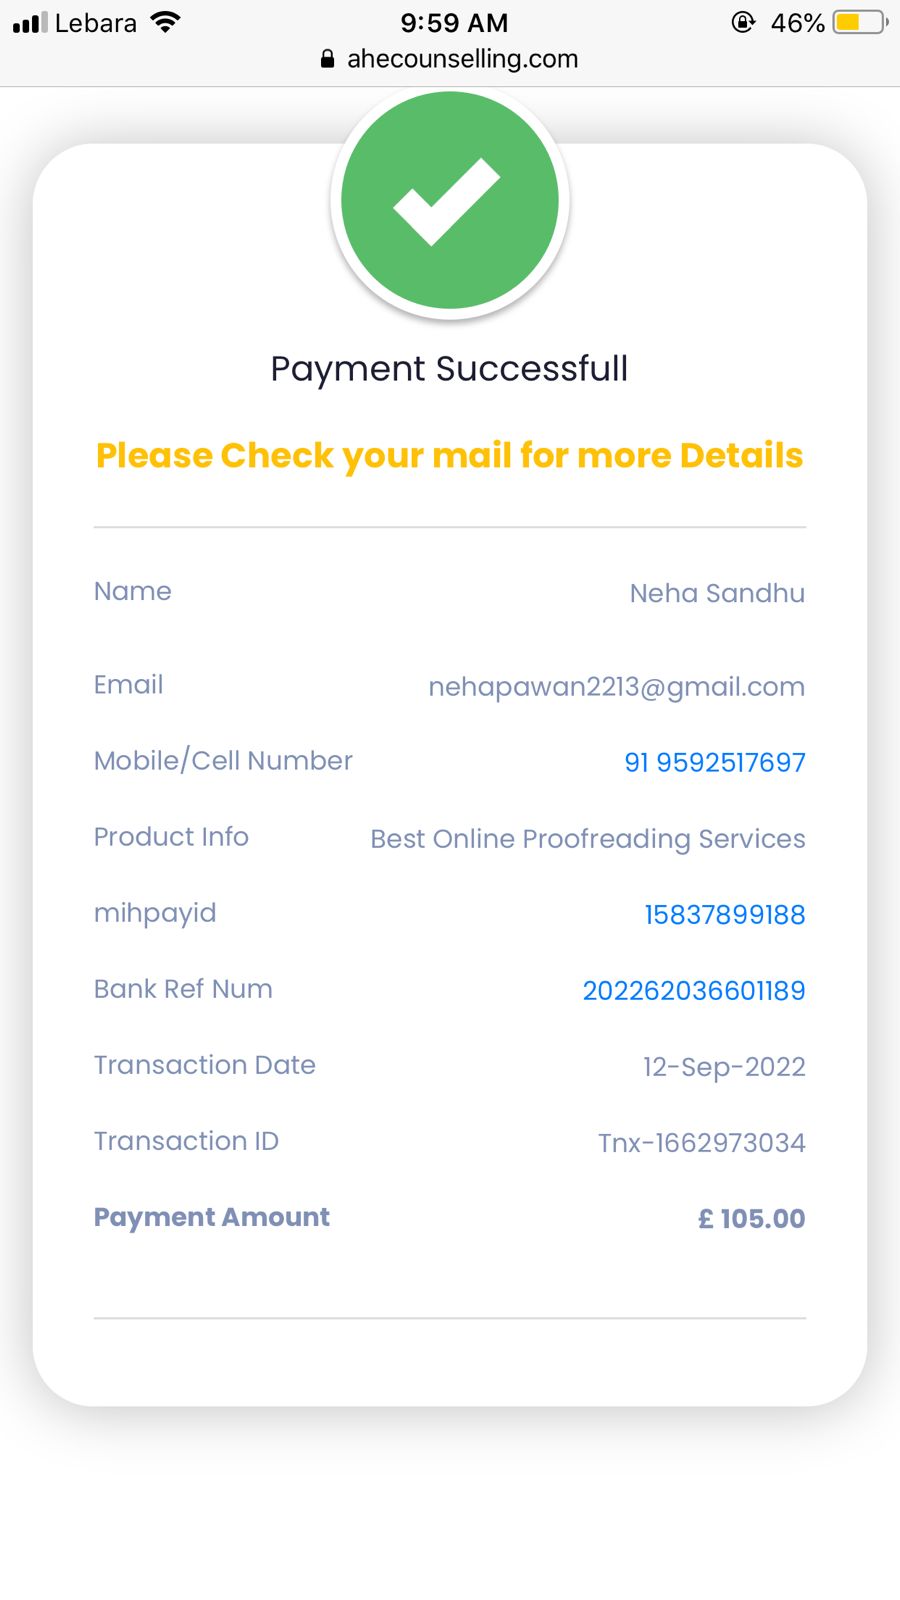 Lebara 9:59 AM 46%
ahecounselling.com
Payment Successfull
Please Check your mail for more Details
Name Neha Sandhu
Email nehapawan2213@gmail.com
Mobile/Cell Number 91 9592517697
Product Info Best Online Proofreading Services
mihpayid 15837899188
Bank Ref Num 202262036601189
Transaction Date 12-Sep-2022
Transaction ID Tnx-1662973034
Payment Amount £ 105.00